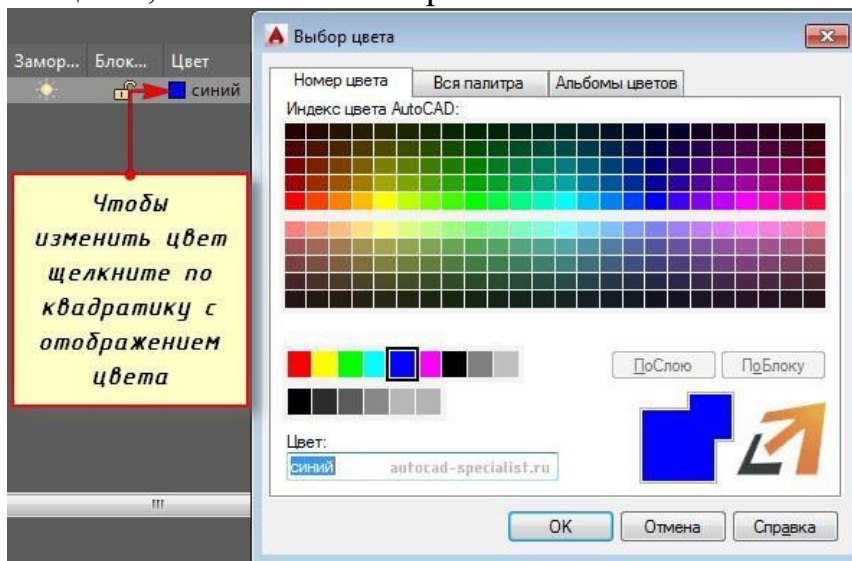 Выбор цвета
Замор... Блок... Цвет
синий
Номер цвета Вся палитра Альбомы цветов
Индекс цвета AutoCAD:
Чтобы
изменить цвет
щелкните по
квадратику с
отображением
цвета
ПоСлою ПоБлоку
Цвет:
синий autocad-specialist.ru
OK Отмена Справка